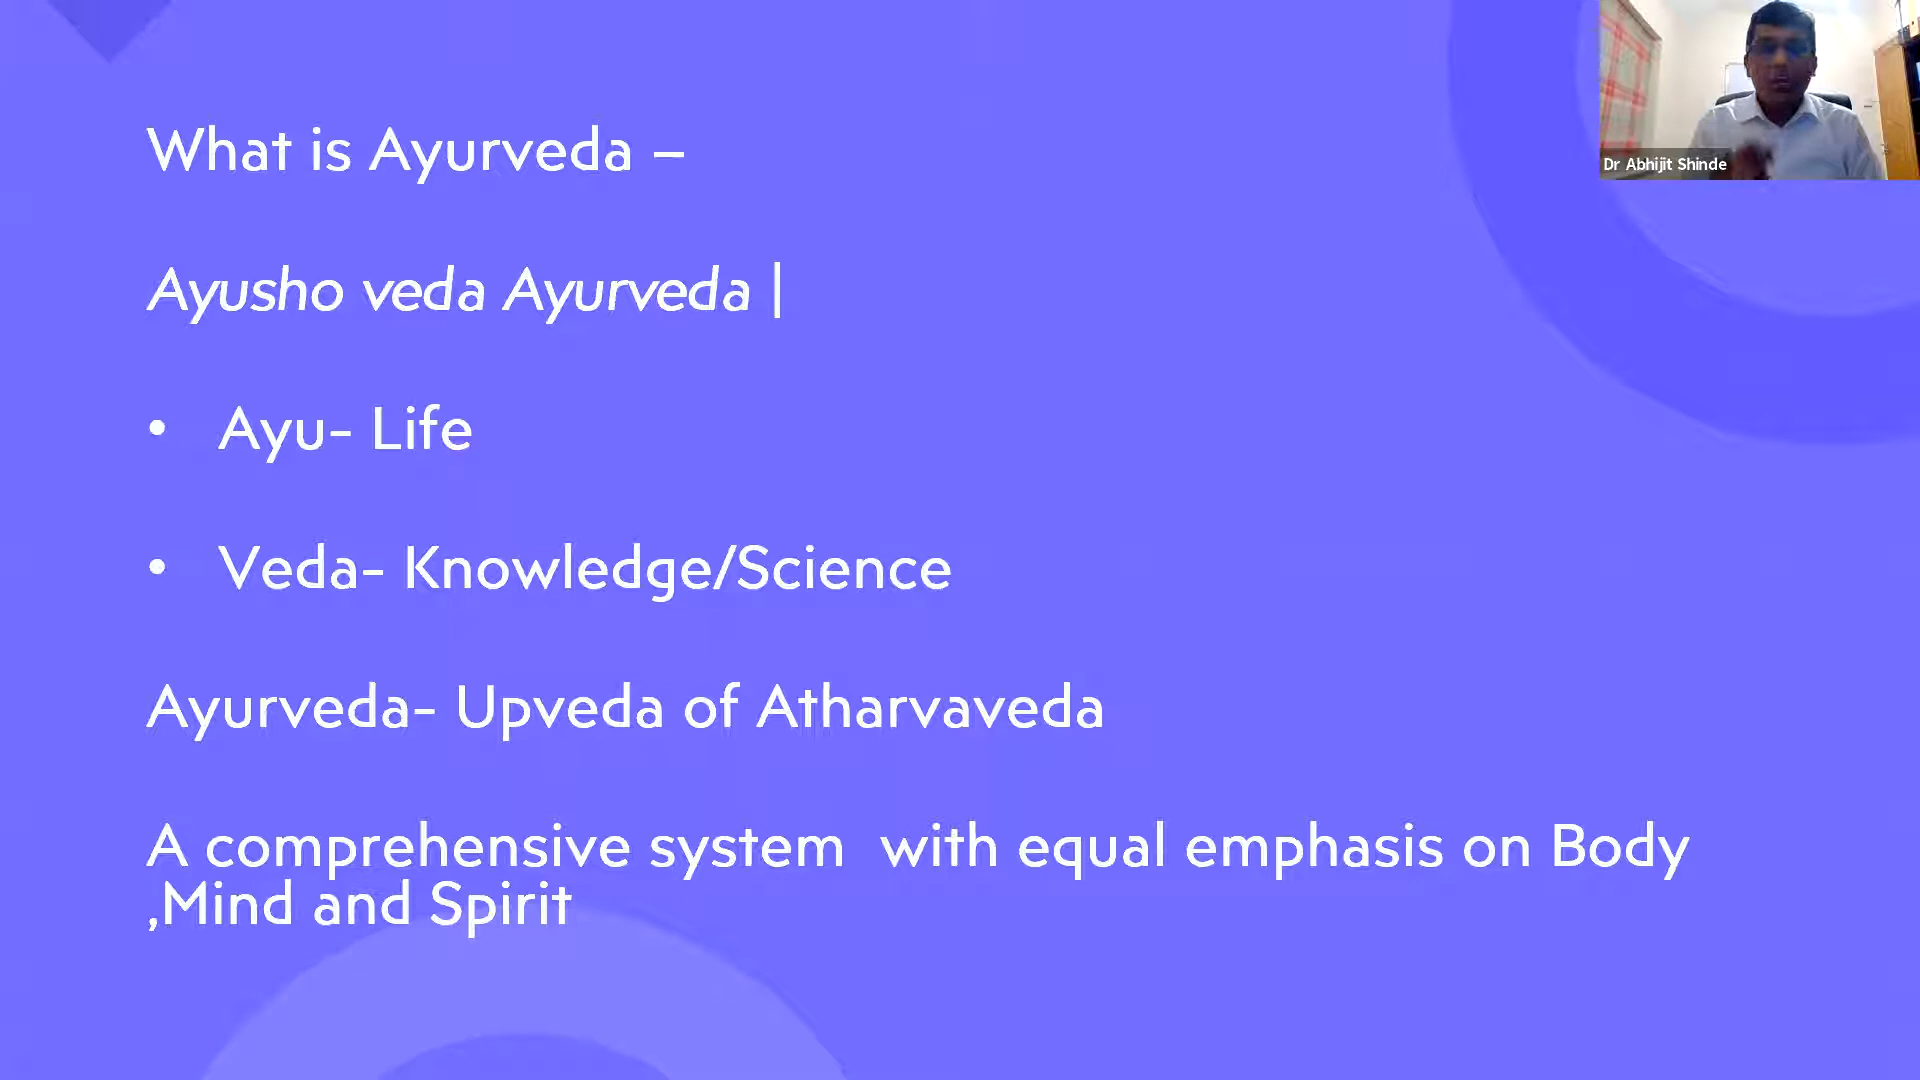 What is Ayurveda –
Ayusho veda Ayurveda |
• Ayu- Life
• Veda- Knowledge/Science
Ayurveda- Upveda of Atharvaveda
A comprehensive system  with equal emphasis on Body
,Mind and Spirit
Dr Abhijit Shinde